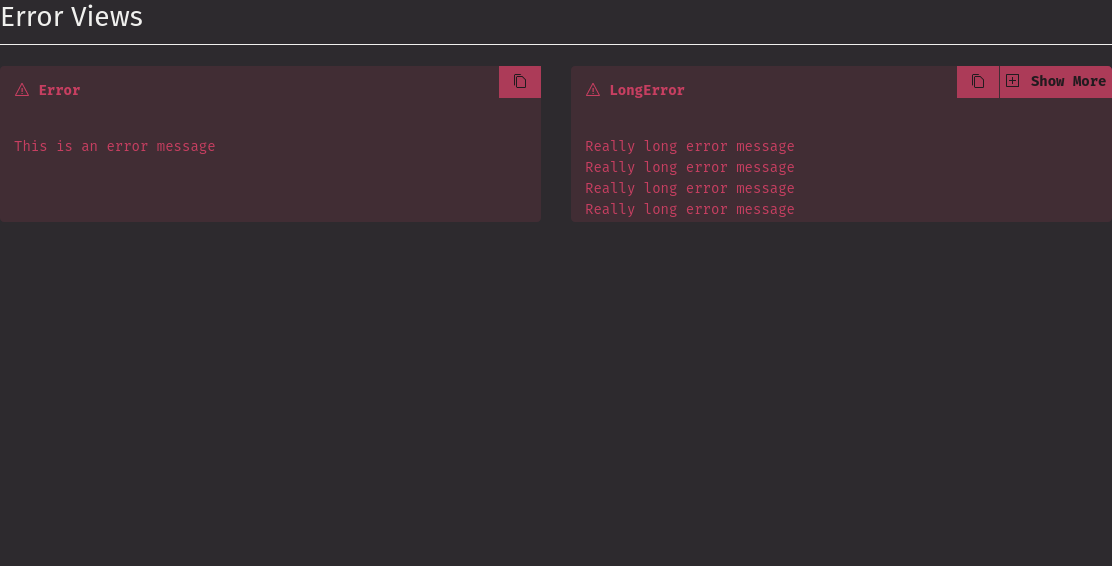 Error Views
Error
This is an error message
LongError
Show More
Really long error message
Really long error message
Really long error message
Really long error message